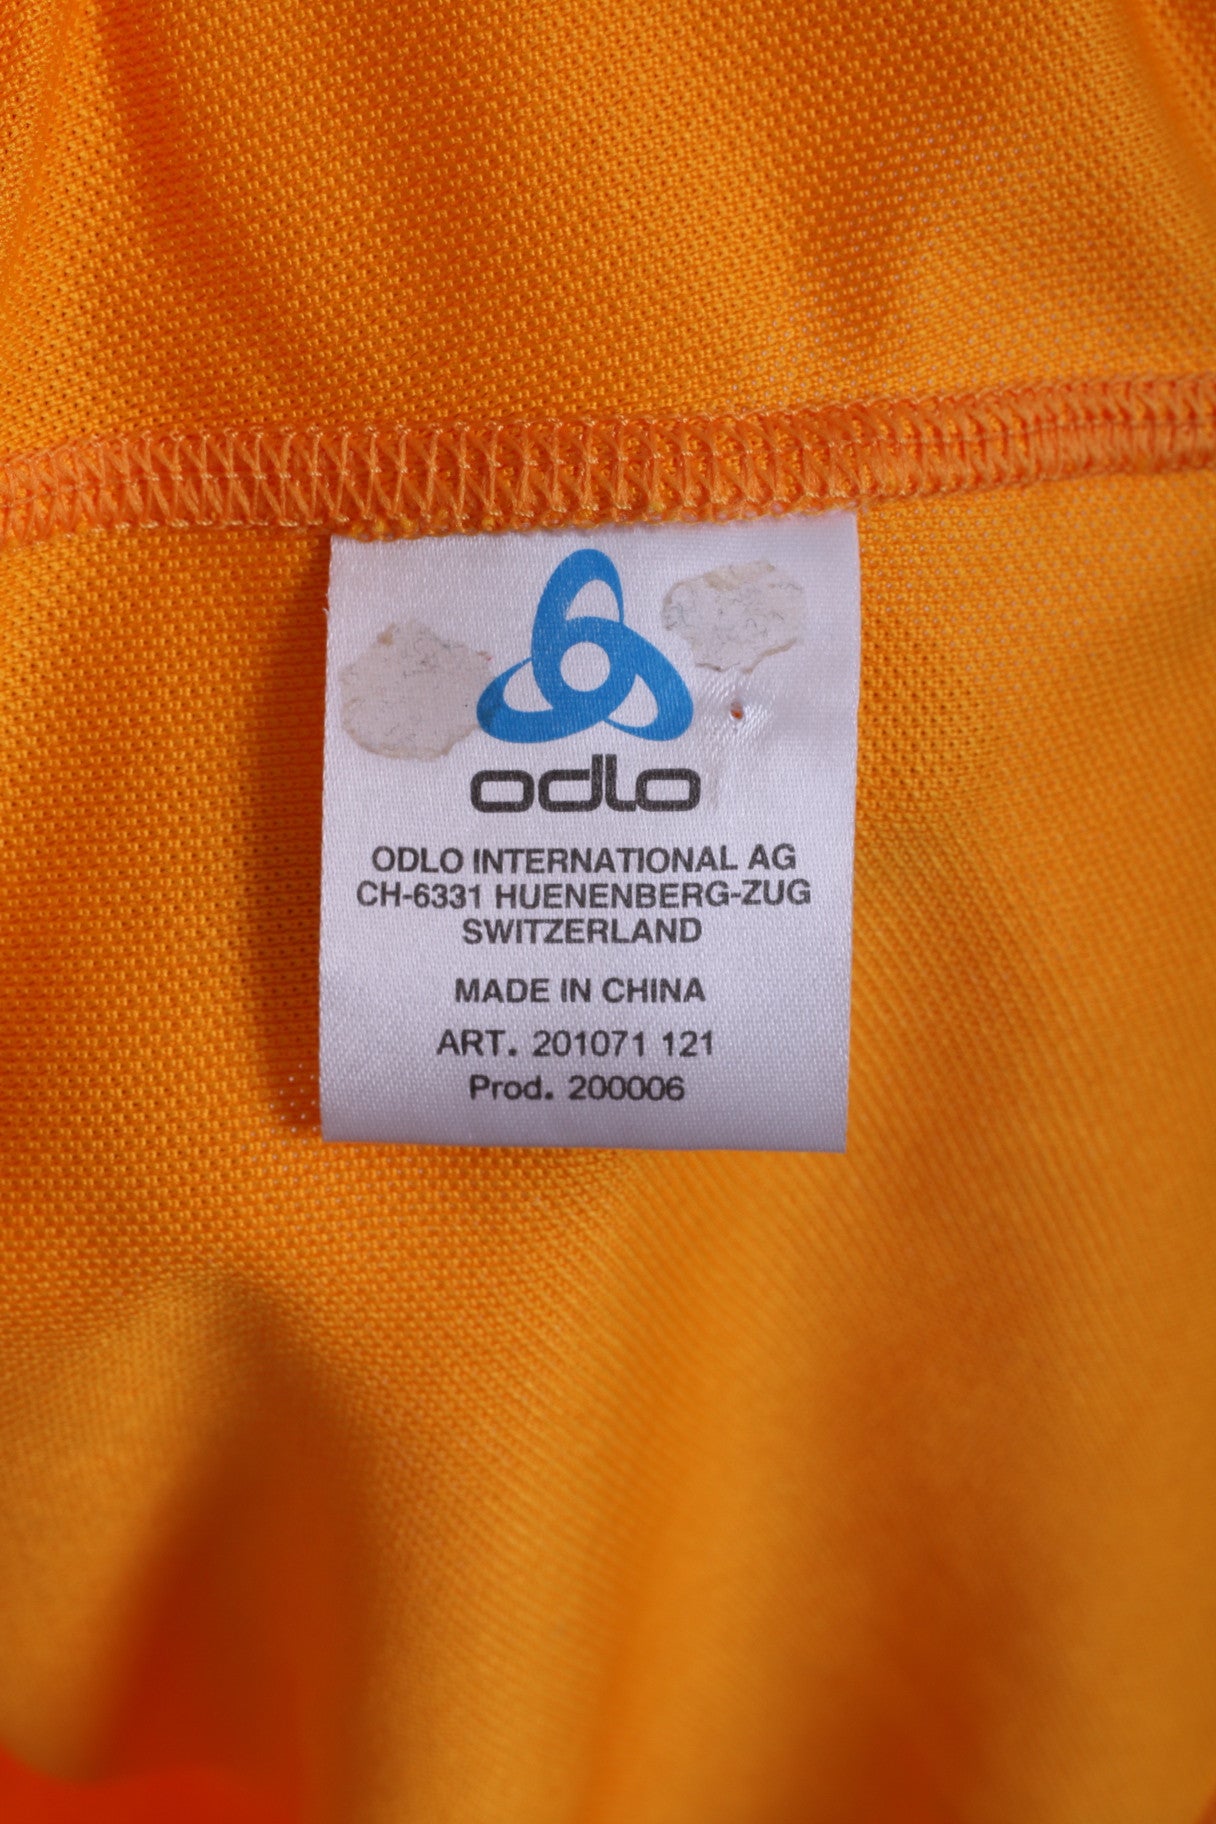 odlo
ODLO INTERNATIONAL AG
CH-6331 HUENENBERG-ZUG
SWITZERLAND
MADE IN CHINA
ART. 201071 121
Prod. 200006